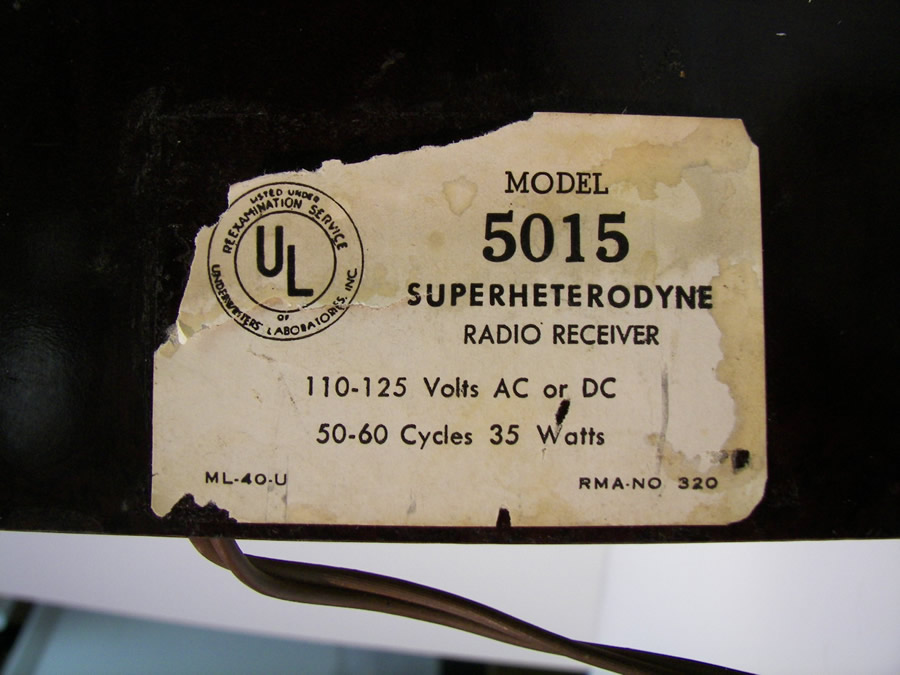 LISTED UNDER
REEXAMINATION SERVICE
UL
OF
UNDERWRITERS LABORATORIES, INC.
MODEL
5015
SUPERHETERODYNE
RADIO RECEIVER
110-125 Volts AC or DC
50-60 Cycles 35 Watts
ML-40-U
RMA-NO 320